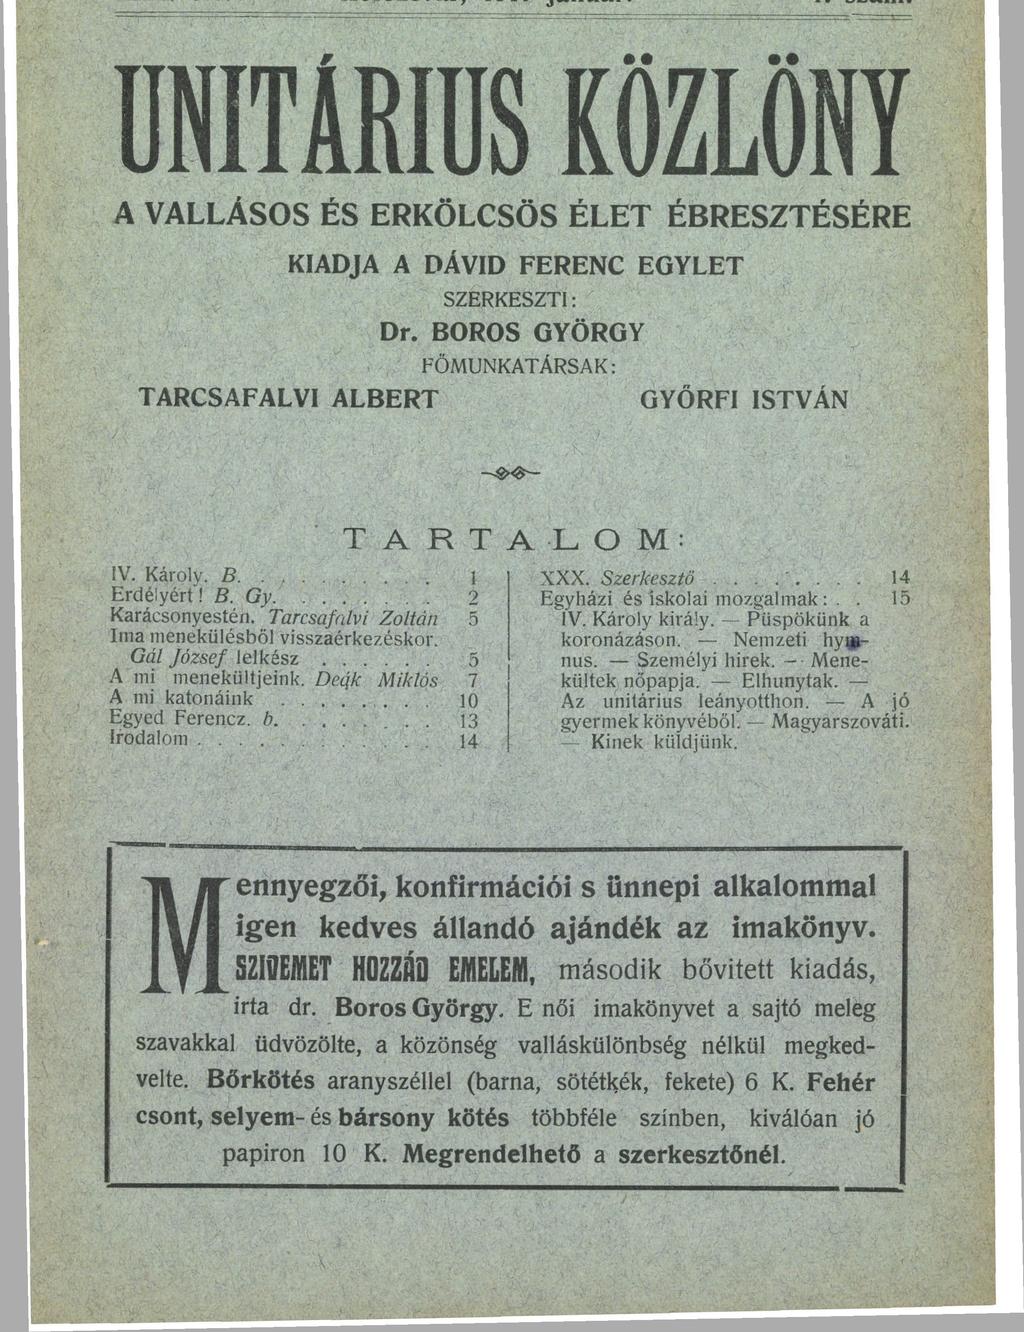 UNITÁRIUS KÖZLÖNY
A VALLÁSOS ÉS ERKÖLCSÖS ÉLET ÉBRESZTÉSÉRE
KIADJA A DÁVID FERENC EGYLET
SZERKESZTI:
Dr. BOROS GYÖRGY
FŐMUNKATÁRSAK:
TARCSAFALVI ALBERT GYŐRFI ISTVÁN
TARTALOM:
IV. Károly. B. . . . . . . . . . . 1
Erdélyért! B. Gy. . . . . . . . . 2
Karácsonyestén. Tarcsafalvi Zoltán 5
Ima menekülésből visszaérkezéskor.
Gál József lelkész . . . . . . 5
A mi menekültjeink. Deák Miklós 7
A mi katonáink . . . . . . . . 10
Egyed Ferencz. b. . . . . . . . 13
Irodalom . . . . . . . . . . . . 14
XXX. Szerkesztő . . . . . . . . 14
Egyházi és iskolai mozgalmak: . . 15
IV. Károly király. — Püspökünk a
koronázáson. — Nemzeti hym-
nus. — Személyi hirek. — Mene-
kültek nőpapja. — Elhunytak. —
Az unitárius leányotthon. — A jó
gyermek könyvéből. — Magyarszováti.
— Kinek küldjünk.
Mennyegzői, konfirmációi s ünnepi alkalommal
igen kedves állandó ajándék az imakönyv.
SZIVEMET HOZZÁD EMELEM, második bővitett kiadás,
irta dr. Boros György. E női imakönyvet a sajtó meleg
szavakkal üdvözölte, a közönség valláskülönbség nélkül megked-
velte. Bőrkötés aranyszéllel (barna, sötétkék, fekete) 6 K. Fehér
csont, selyem- és bársony kötés többféle színben, kiválóan jó
papiron 10 K. Megrendelhető a szerkesztőnél.